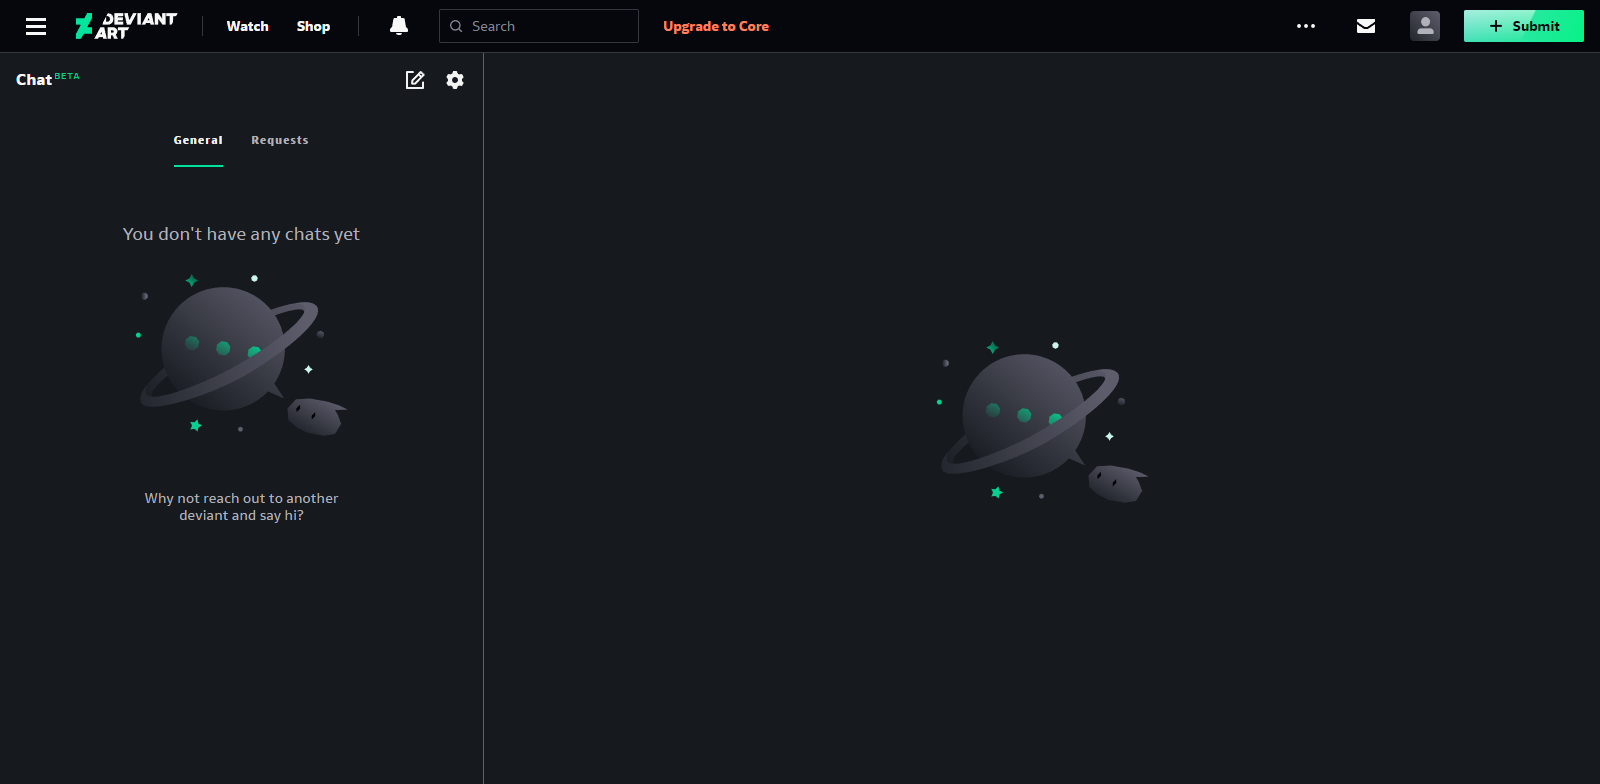 DEVIANT
ART
Watch
Shop
Search
Upgrade to Core
Submit
Chat BETA
General
Requests
You don't have any chats yet
Why not reach out to another
deviant and say hi?